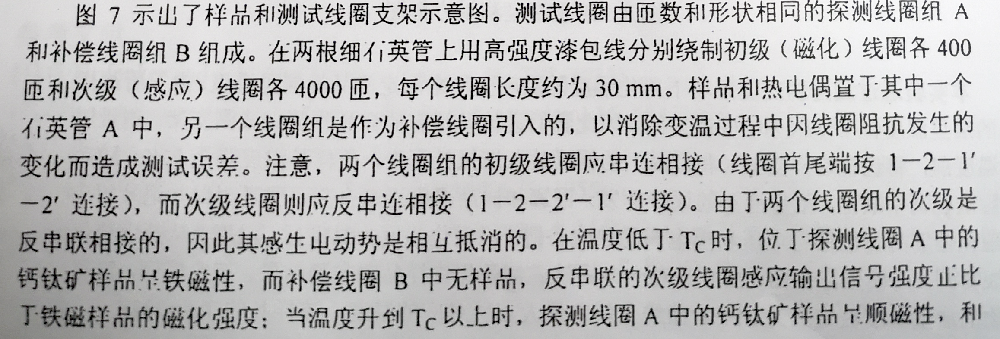 图 7 示出了样品和测试线圈支架示意图。测试线圈由匝数和形状相同的探测线圈组 A
和补偿线圈组 B 组成。在两根细石英管上用高强度漆包线分别绕制初级（磁化）线圈各 400
匝和次级（感应）线圈各 4000 匝，每个线圈长度约为 30 mm。样品和热电偶置于其中一个
石英管 A 中，另一个线圈组是作为补偿线圈引入的，以消除变温过程中因线圈阻抗发生的
变化而造成测试误差。注意，两个线圈组的初级线圈应串连相接（线圈首尾端按 1－2－1′
－2′ 连接），而次级线圈则应反串连相接（1－2－2′－1′ 连接）。由于两个线圈组的次级是
反串联相接的，因此其感生电动势是相互抵消的。在温度低于 T_C 时，位于探测线圈 A 中的
钙钛矿样品呈铁磁性，而补偿线圈 B 中无样品，反串联的次级线圈感应输出信号强度正比
于铁磁样品的磁化强度；当温度升到 T_C 以上时，探测线圈 A 中的钙钛矿样品呈顺磁性，和